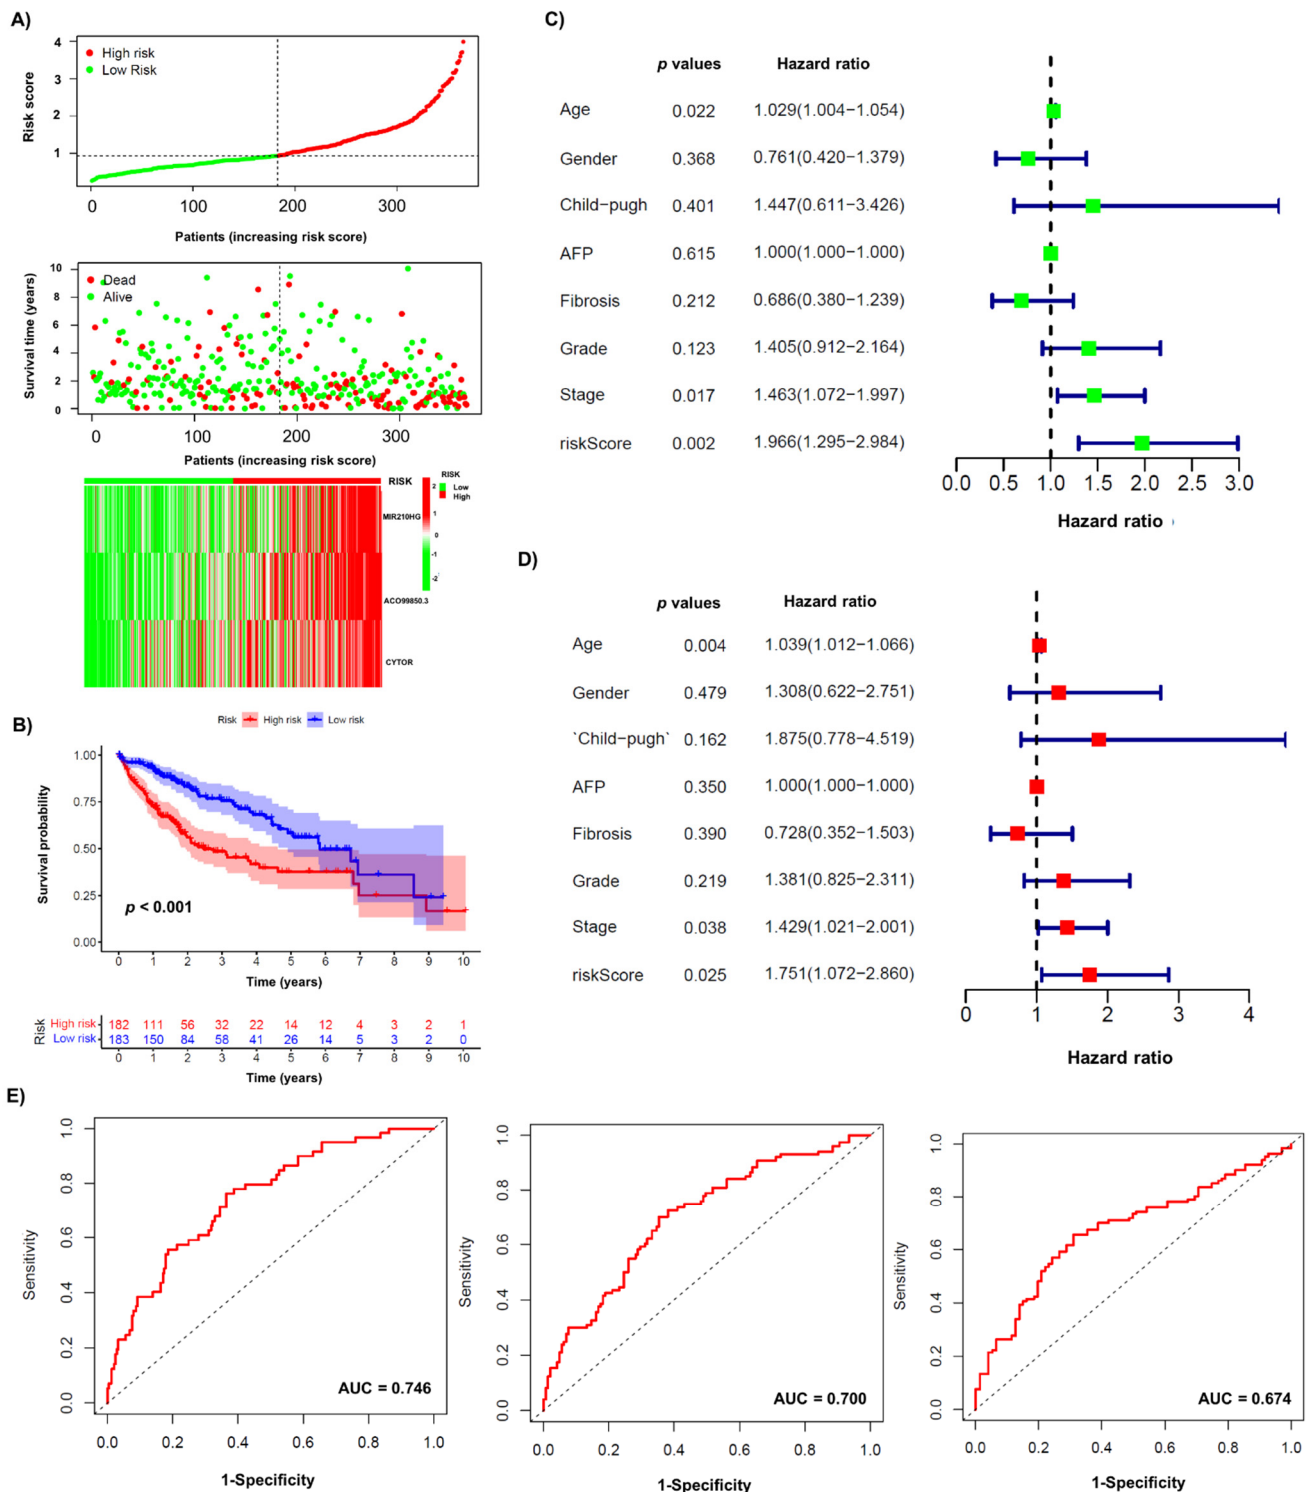 A)
High risk
Low Risk
Risk score
4
3
2
1
0 100 200 300
Patients (increasing risk score)
Dead
Alive
Survival time (years)
10
8
6
4
2
0
0 100 200 300
Patients (increasing risk score)
RISK
RISK
Low
High
2
1
0
-1
-2
MIR210HG
ACO99850.3
CYTOR
B)
Risk High risk Low risk
Survival probability
1.00
0.75
0.50
0.25
0.00
p < 0.001
0 1 2 3 4 5 6 7 8 9 10
Time (years)
Risk
High risk 182 111 56 32 22 14 12 4 3 2 1
Low risk 183 150 84 58 41 26 14 5 3 2 0
0 1 2 3 4 5 6 7 8 9 10
Time (years)
C)
p values Hazard ratio
Age 0.022 1.029(1.004−1.054)
Gender 0.368 0.761(0.420−1.379)
Child−pugh 0.401 1.447(0.611−3.426)
AFP 0.615 1.000(1.000−1.000)
Fibrosis 0.212 0.686(0.380−1.239)
Grade 0.123 1.405(0.912−2.164)
Stage 0.017 1.463(1.072−1.997)
riskScore 0.002 1.966(1.295−2.984)
0.0 0.5 1.0 1.5 2.0 2.5 3.0
Hazard ratio
D)
p values Hazard ratio
Age 0.004 1.039(1.012−1.066)
Gender 0.479 1.308(0.622−2.751)
`Child−pugh` 0.162 1.875(0.778−4.519)
AFP 0.350 1.000(1.000−1.000)
Fibrosis 0.390 0.728(0.352−1.503)
Grade 0.219 1.381(0.825−2.311)
Stage 0.038 1.429(1.021−2.001)
riskScore 0.025 1.751(1.072−2.860)
0 1 2 3 4
Hazard ratio
E)
Sensitivity
1.0
0.8
0.6
0.4
0.2
0.0
AUC = 0.746
0.0 0.2 0.4 0.6 0.8 1.0
1-Specificity
Sensitivity
1.0
0.8
0.6
0.4
0.2
0.0
AUC = 0.700
0.0 0.2 0.4 0.6 0.8 1.0
1-Specificity
Sensitivity
1.0
0.8
0.6
0.4
0.2
0.0
AUC = 0.674
0.0 0.2 0.4 0.6 0.8 1.0
1-Specificity